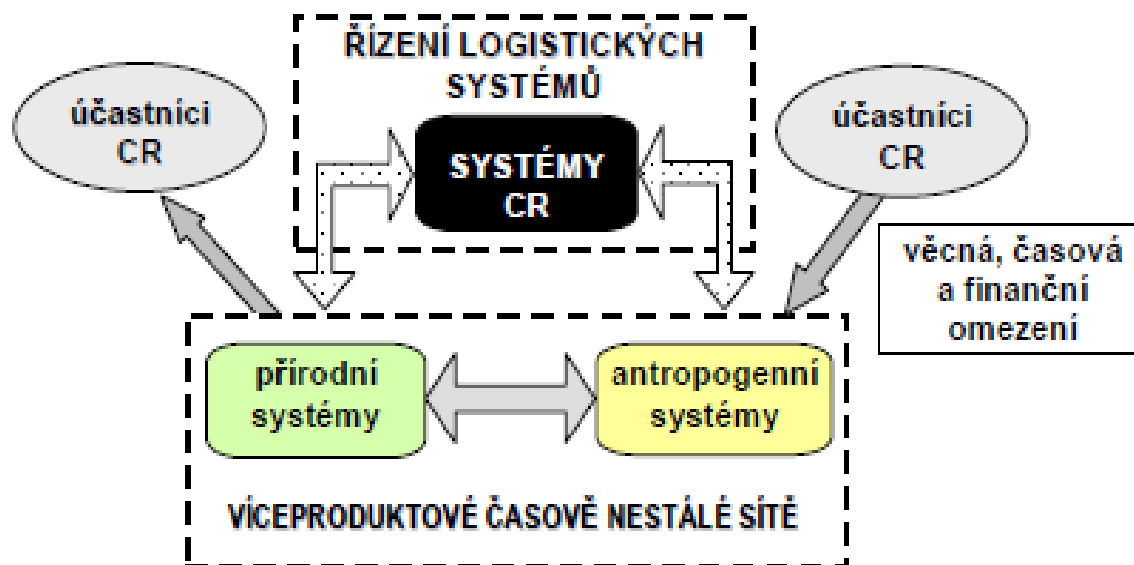 ŘÍZENÍ LOGISTICKÝCH
SYSTÉMŮ
účastníci
CR
SYSTÉMY
CR
účastníci
CR
věcná, časová
a finanční
omezení
přírodní
systémy
antropogenní
systémy
VÍCEPRODUKTOVÉ ČASOVĚ NESTÁLÉ SÍTĚ